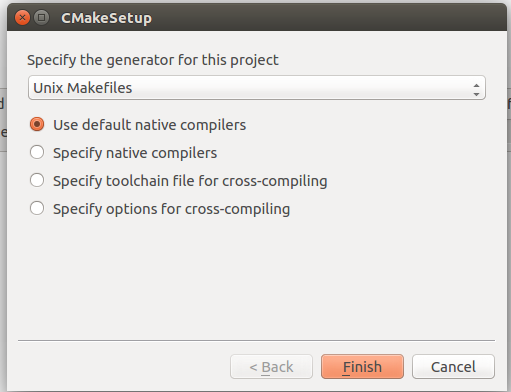 CMakeSetup
Specify the generator for this project
Unix Makefiles
Use default native compilers
Specify native compilers
Specify toolchain file for cross-compiling
Specify options for cross-compiling
< Back
Finish
Cancel